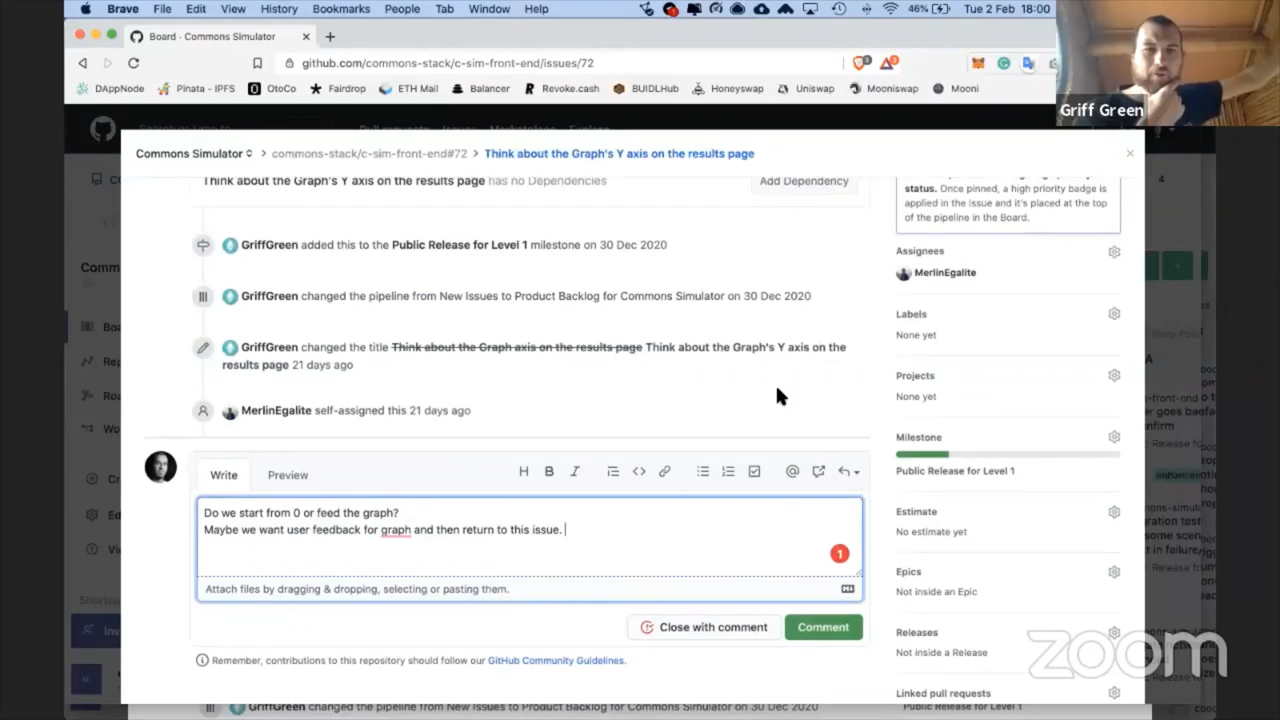 Brave File Edit View History Bookmarks People Tab Window Help 46% Tue 2 Feb 18:00
Board · Commons Simulator
github.com/commons-stack/c-sim-front-end/issues/72
DAppNode Pinata - IPFS OtoCo Fairdrop ETH Mail Balancer Revoke.cash BUIDLHub Honeyswap Uniswap Mooniswap Mooni
Griff Green
Commons Simulator > commons-stack/c-sim-front-end#72 > Think about the Graph's Y axis on the results page
Think about the Graph's Y axis on the results page has no Dependencies
Add Dependency
status. Once pinned, a high priority badge is
applied in the Issue and it's placed at the top
of the pipeline in the Board.
GriffGreen added this to the Public Release for Level 1 milestone on 30 Dec 2020
GriffGreen changed the pipeline from New Issues to Product Backlog for Commons Simulator on 30 Dec 2020
GriffGreen changed the title Think about the Graph axis on the results page Think about the Graph's Y axis on the
results page 21 days ago
MerlinEgalite self-assigned this 21 days ago
Assignees
MerlinEgalite
Labels
None yet
Projects
None yet
Milestone
Public Release for Level 1
Estimate
No estimate yet
Epics
Not inside an Epic
Releases
Not inside a Release
Linked pull requests
Write Preview
Do we start from 0 or feed the graph?
Maybe we want user feedback for graph and then return to this issue.
1
Attach files by dragging & dropping, selecting or pasting them.
Close with comment
Comment
Remember, contributions to this repository should follow our GitHub Community Guidelines.
GriffGreen changed the pipeline from New Issues to Product Backlog for Commons Simulator on 30 Dec 2020
Public Release for Level 1
zoom